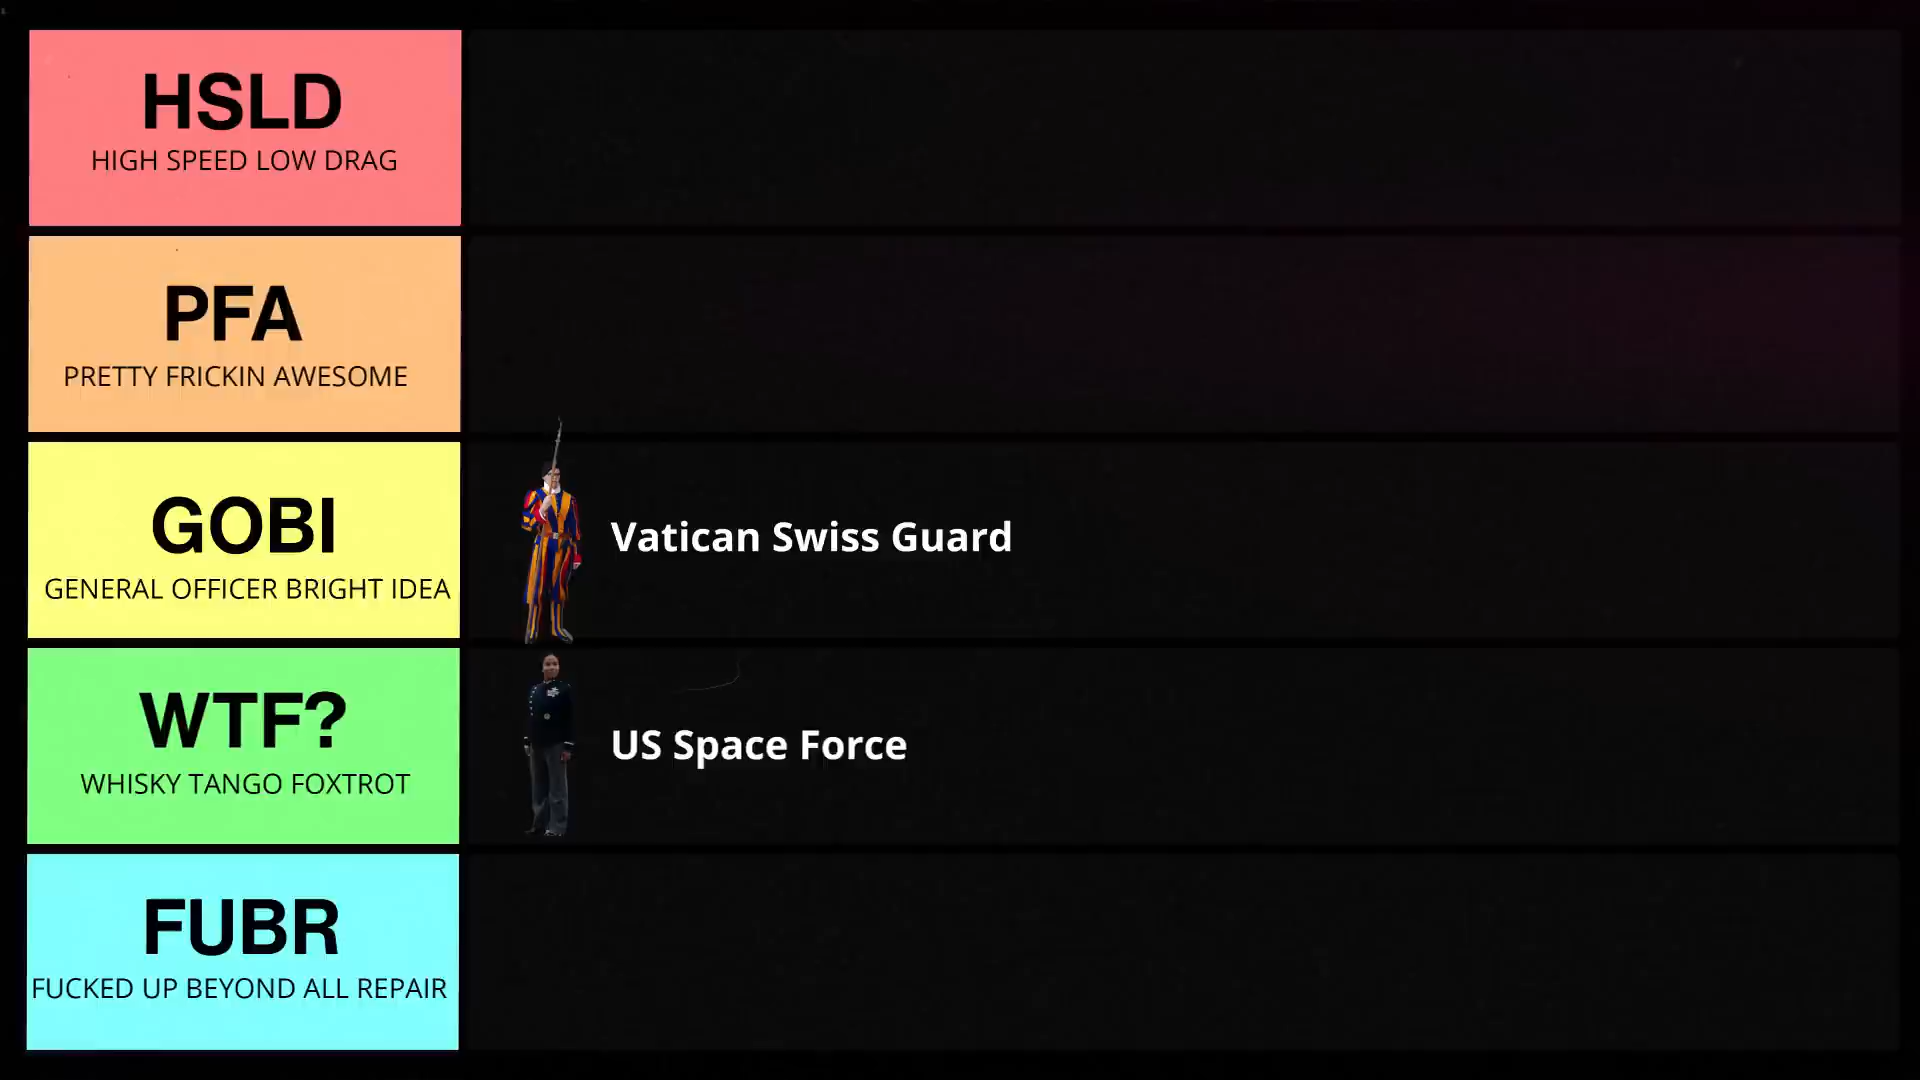 HSLD
HIGH SPEED LOW DRAG
PFA
PRETTY FRICKIN AWESOME
GOBI
GENERAL OFFICER BRIGHT IDEA
Vatican Swiss Guard
WTF?
WHISKY TANGO FOXTROT
US Space Force
FUBR
FUCKED UP BEYOND ALL REPAIR